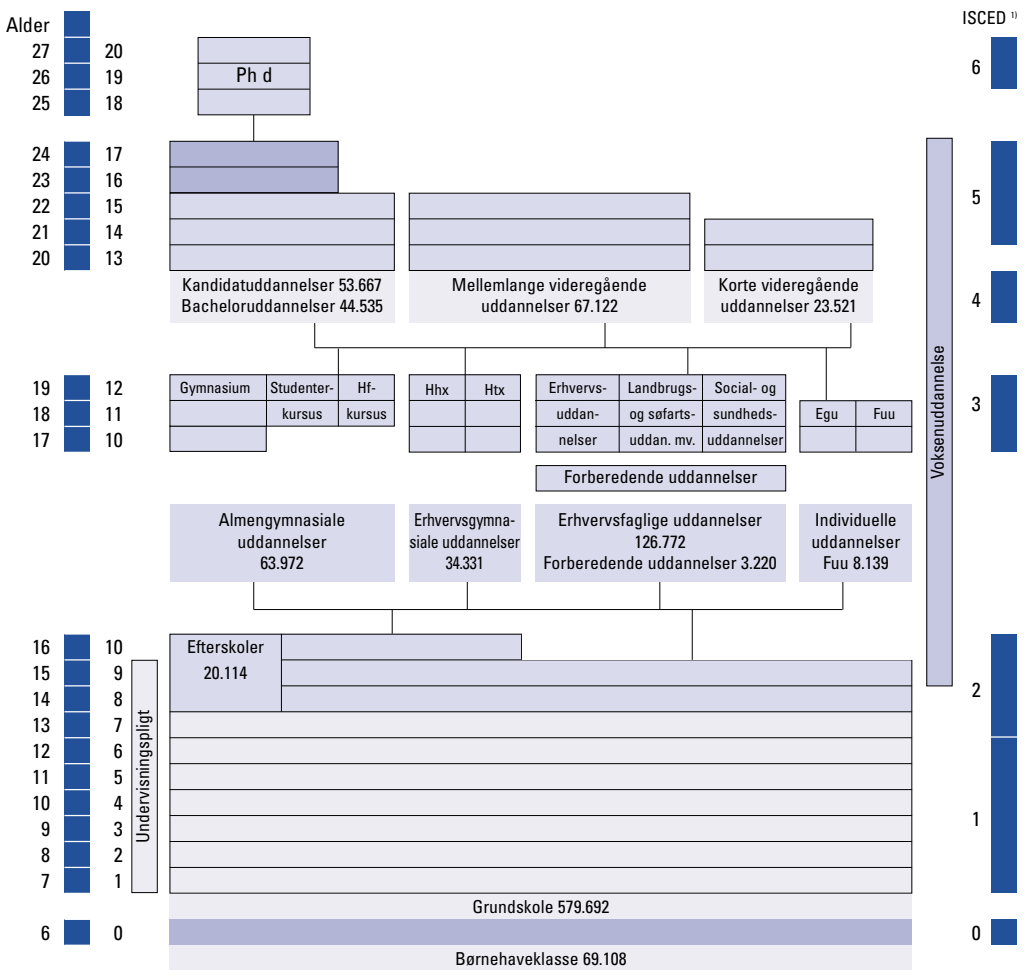 Alder
ISCED 1)
27 20
26 19 Ph d 6
25 18
24 17
23 16
22 15 5
21 14
20 13
Kandidatuddannelser 53.667
Bacheloruddannelser 44.535
Mellemlange videregående
uddannelser 67.122
Korte videregående
uddannelser 23.521
4
Voksenuddannelse
19 12 Gymnasium Studenter- Hf- Hhx Htx Erhvervs- Landbrugs- Social- og 3
18 11 kursus kursus uddan- og søfarts- sundheds- Egu Fuu
17 10 nelser uddan. mv. uddannelser
Forberedende uddannelser
Almengymnasiale
uddannelser
63.972
Erhvervsgymna-
siale uddannelser
34.331
Erhvervsfaglige uddannelser
126.772
Forberedende uddannelser 3.220
Individuelle
uddannelser
Fuu 8.139
16 10 Efterskoler
15 9 20.114
14 8 2
13 7
12 6
11 5
10 4
9 3 1
8 2
7 1
Undervisningspligt
Grundskole 579.692
6 0 0
Børnehaveklasse 69.108